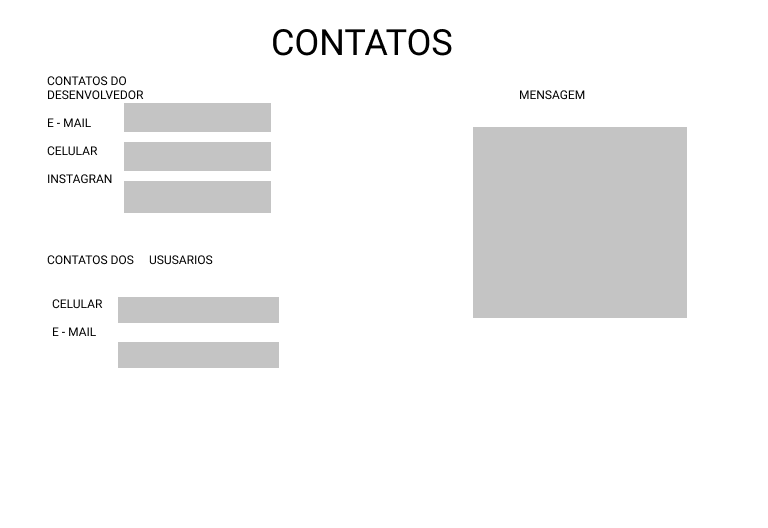 CONTATOS
CONTATOS DO
DESENVOLVEDOR
E - MAIL
CELULAR
INSTAGRAN
MENSAGEM
CONTATOS DOS USUSARIOS
CELULAR
E - MAIL